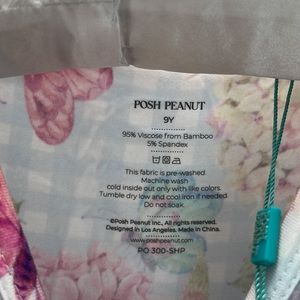 POSH PEANUT
9Y
95% Viscose from Bamboo
5% Spandex
This fabric is pre-washed.
Machine wash
cold inside out only with like colors.
Tumble dry low and cool iron if needed.
Do not soak.
©Posh Peanut Inc., All rights reserved.
Designed in Los Angeles. Made in China.
www.poshpeanut.com
PO 300-SHP